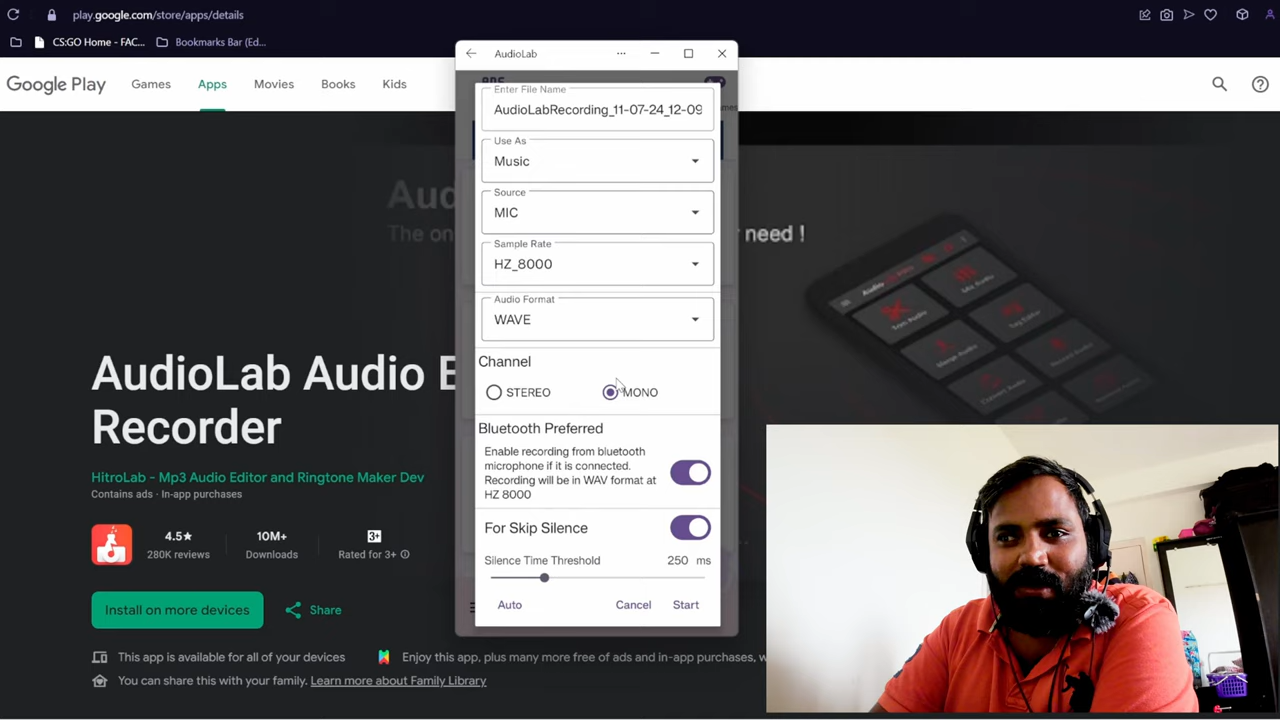 play.google.com/store/apps/details
CS:GO Home - FAC...
Bookmarks Bar (Ed...
Google Play
Games
Apps
Movies
Books
Kids
AudioLab
Enter File Name
AudioLabRecording_11-07-24_12-09
Use As
Music
Source
MIC
Sample Rate
HZ_8000
Audio Format
WAVE
Channel
STEREO
MONO
Bluetooth Preferred
Enable recording from bluetooth
microphone if it is connected.
Recording will be in WAV format at
HZ 8000
For Skip Silence
Silence Time Threshold
250 ms
Auto
Cancel
Start
Aud
The on
r need !
AudioLab Audio E
Recorder
HitroLab - Mp3 Audio Editor and Ringtone Maker Dev
Contains ads · In-app purchases
4.5★
280K reviews
10M+
Downloads
3+
Rated for 3+
Install on more devices
Share
This app is available for all of your devices
Enjoy this app, plus many more free of ads and in-app purchases, w
You can share this with your family. Learn more about Family Library